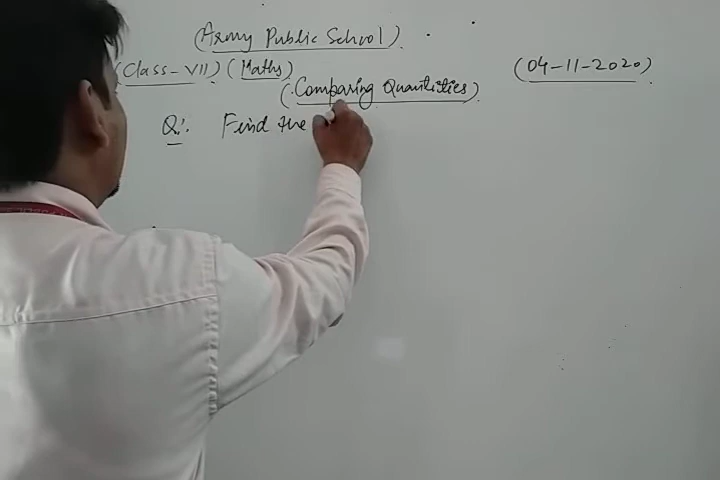 (Army Public School).
(Class-VII) (Maths) (04-11-2020).
(Comparing Quantities).
Q:. Find the